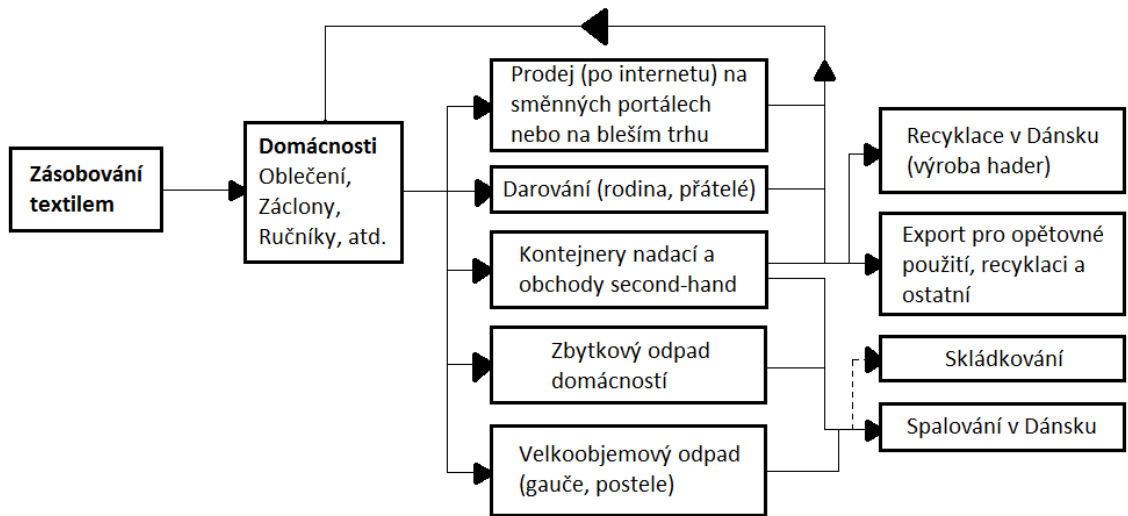 Zásobování
textilem
Domácnosti
Oblečení,
Záclony,
Ručníky, atd.
Prodej (po internetu) na
směnných portálech
nebo na bleším trhu
Darování (rodina, přátelé)
Kontejnery nadací a
obchody second-hand
Zbytkový odpad
domácností
Velkoobjemový odpad
(gauče, postele)
Recyklace v Dánsku
(výroba hader)
Export pro opětovné
použití, recyklaci a
ostatní
Skládkování
Spalování v Dánsku